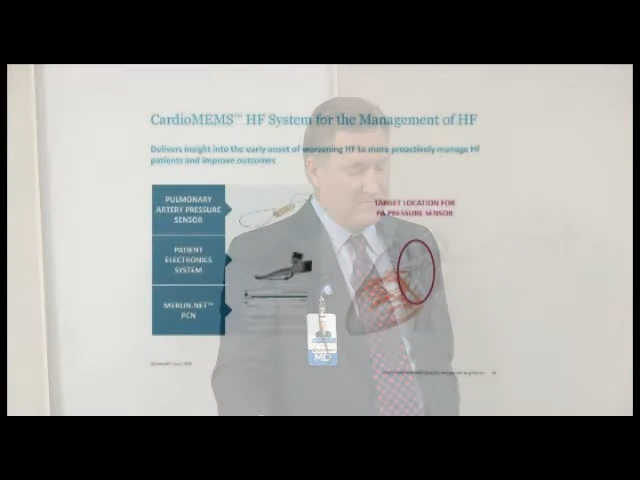 CardioMEMS™ HF System for the Management of HF
Delivers insight into the early onset of worsening HF to more proactively manage HF
patients and improve outcomes
PULMONARY
ARTERY PRESSURE
SENSOR
TARGET LOCATION FOR
PA PRESSURE SENSOR
PATIENT
ELECTRONICS
SYSTEM
MERLIN.NET™
PCN
MD